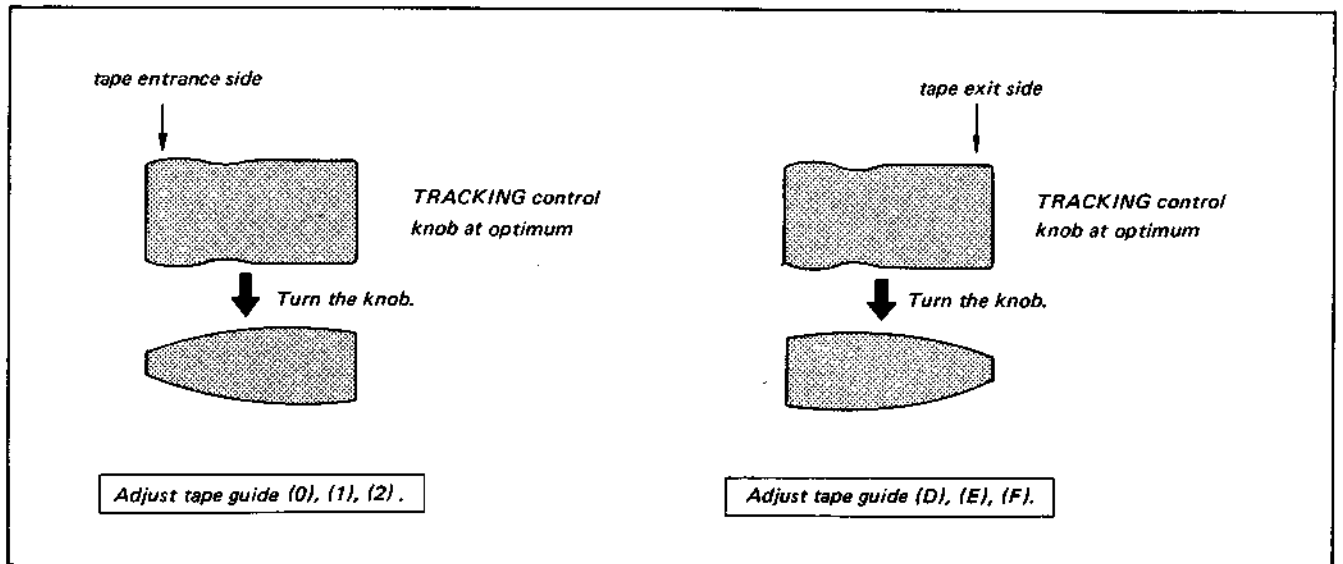 tape entrance side
TRACKING control
knob at optimum
Turn the knob.
Adjust tape guide (0), (1), (2) .
tape exit side
TRACKING control
knob at optimum
Turn the knob.
Adjust tape guide (D), (E), (F).